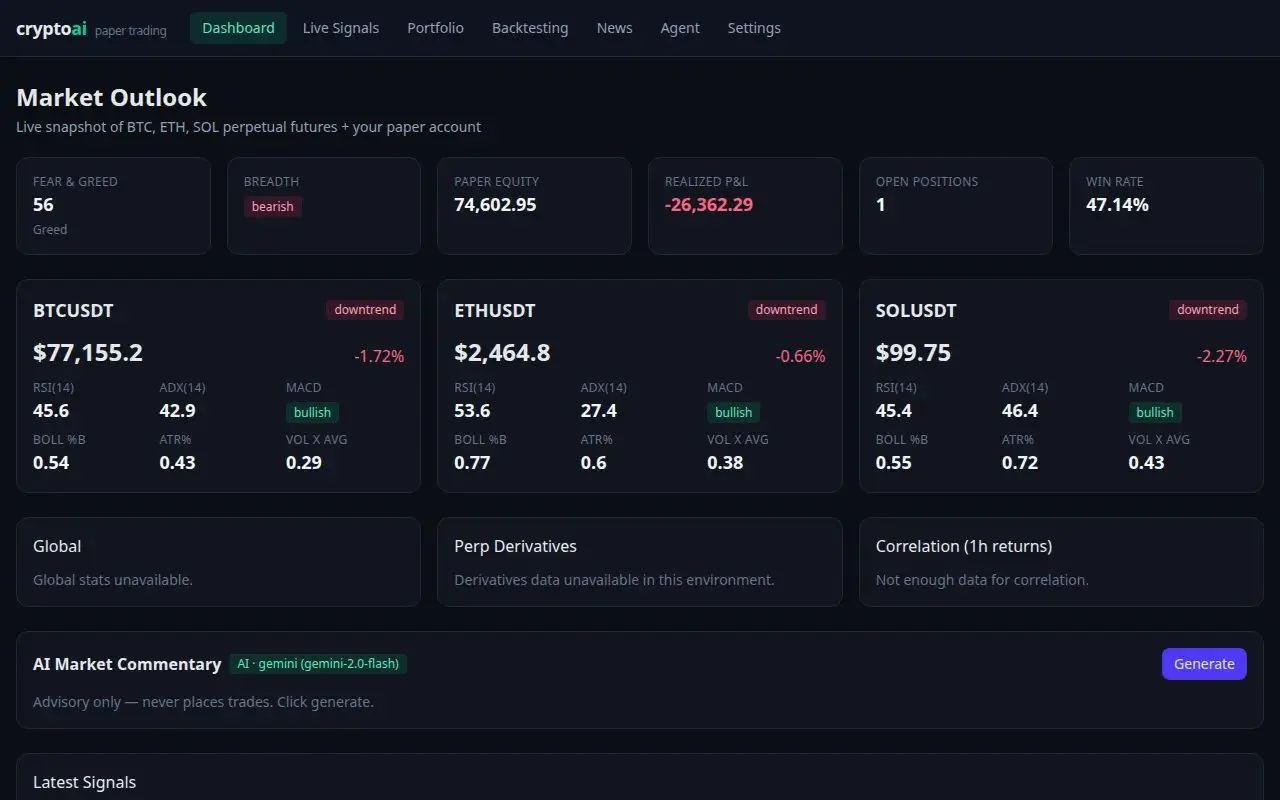 cryptoai paper trading Dashboard Live Signals Portfolio Backtesting News Agent Settings
Market Outlook
Live snapshot of BTC, ETH, SOL perpetual futures + your paper account
FEAR & GREED
56
Greed
BREADTH
bearish
PAPER EQUITY
74,602.95
REALIZED P&L
-26,362.29
OPEN POSITIONS
1
WIN RATE
47.14%
BTCUSDT downtrend
$77,155.2 -1.72%
RSI(14) ADX(14) MACD
45.6 42.9 bullish
BOLL %B ATR% VOL X AVG
0.54 0.43 0.29
ETHUSDT downtrend
$2,464.8 -0.66%
RSI(14) ADX(14) MACD
53.6 27.4 bullish
BOLL %B ATR% VOL X AVG
0.77 0.6 0.38
SOLUSDT downtrend
$99.75 -2.27%
RSI(14) ADX(14) MACD
45.4 46.4 bullish
BOLL %B ATR% VOL X AVG
0.55 0.72 0.43
Global
Global stats unavailable.
Perp Derivatives
Derivatives data unavailable in this environment.
Correlation (1h returns)
Not enough data for correlation.
AI Market Commentary AI · gemini (gemini-2.0-flash) Generate
Advisory only — never places trades. Click generate.
Latest Signals